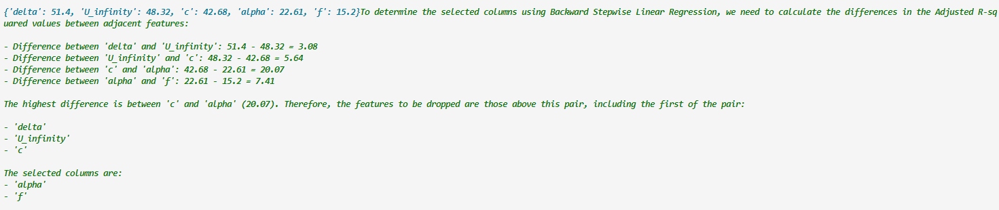 {'delta': 51.4, 'U_infinity': 48.32, 'c': 42.68, 'alpha': 22.61, 'f': 15.2}To determine the selected columns using Backward Stepwise Linear Regression, we need to calculate the differences in the Adjusted R-sq
uared values between adjacent features:
- Difference between 'delta' and 'U_infinity': 51.4 - 48.32 = 3.08
- Difference between 'U_infinity' and 'c': 48.32 - 42.68 = 5.64
- Difference between 'c' and 'alpha': 42.68 - 22.61 = 20.07
- Difference between 'alpha' and 'f': 22.61 - 15.2 = 7.41
The highest difference is between 'c' and 'alpha' (20.07). Therefore, the features to be dropped are those above this pair, including the first of the pair:
- 'delta'
- 'U_infinity'
- 'c'
The selected columns are:
- 'alpha'
- 'f'